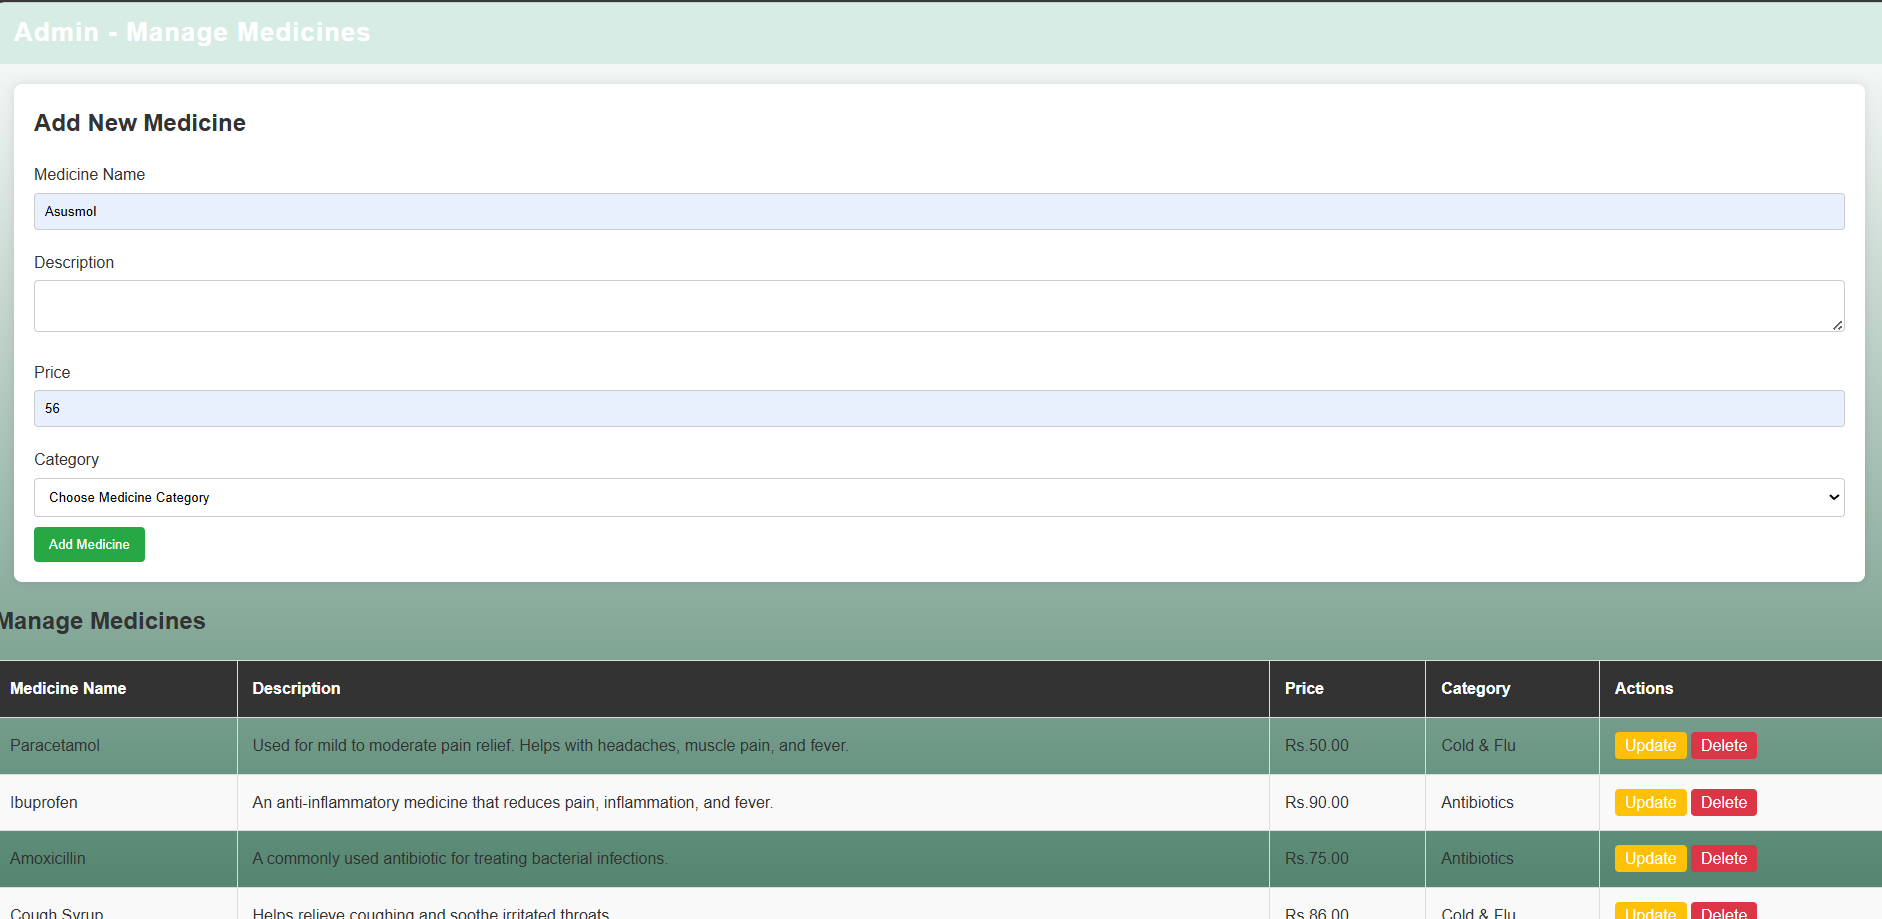 Admin - Manage Medicines
Add New Medicine
Medicine Name
Asusmol
Description
Price
56
Category
Choose Medicine Category
Add Medicine
Manage Medicines
Medicine Name Description Price Category Actions
Paracetamol Used for mild to moderate pain relief. Helps with headaches, muscle pain, and fever. Rs.50.00 Cold & Flu Update Delete
Ibuprofen An anti-inflammatory medicine that reduces pain, inflammation, and fever. Rs.90.00 Antibiotics Update Delete
Amoxicillin A commonly used antibiotic for treating bacterial infections. Rs.75.00 Antibiotics Update Delete
Cough Syrup Helps relieve coughing and soothe irritated throats. Rs.86.00 Cold & Flu Update Delete